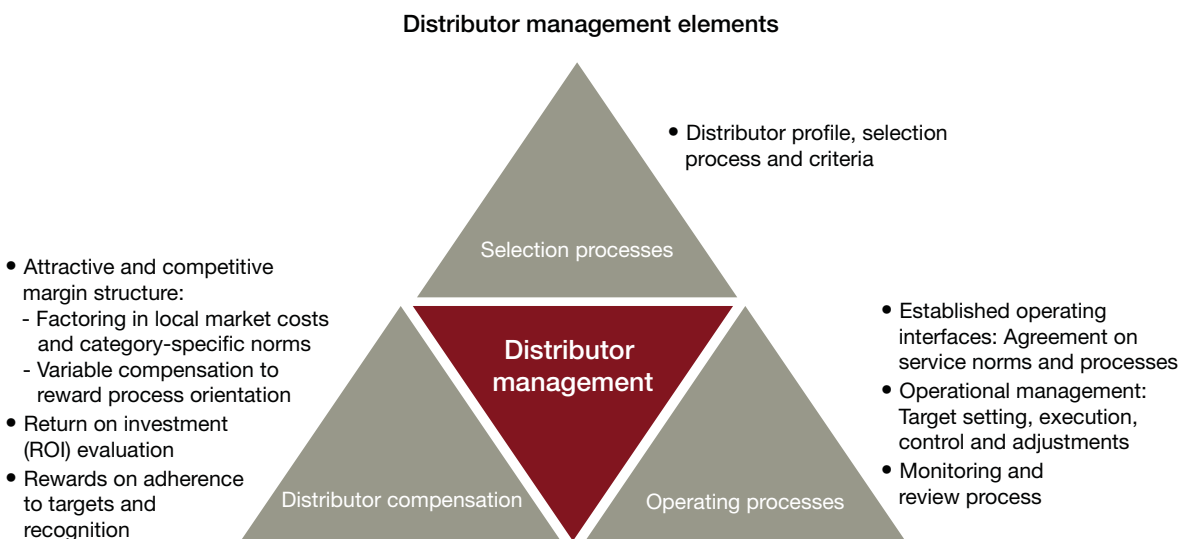 Distributor management elements
• Distributor profile, selection
process and criteria
Selection processes
• Attractive and competitive
margin structure:
- Factoring in local market costs
and category-specific norms
- Variable compensation to
reward process orientation
• Return on investment
(ROI) evaluation
• Rewards on adherence
to targets and
recognition
Distributor
management
Distributor compensation
Operating processes
• Established operating
interfaces: Agreement on
service norms and processes
• Operational management:
Target setting, execution,
control and adjustments
• Monitoring and
review process